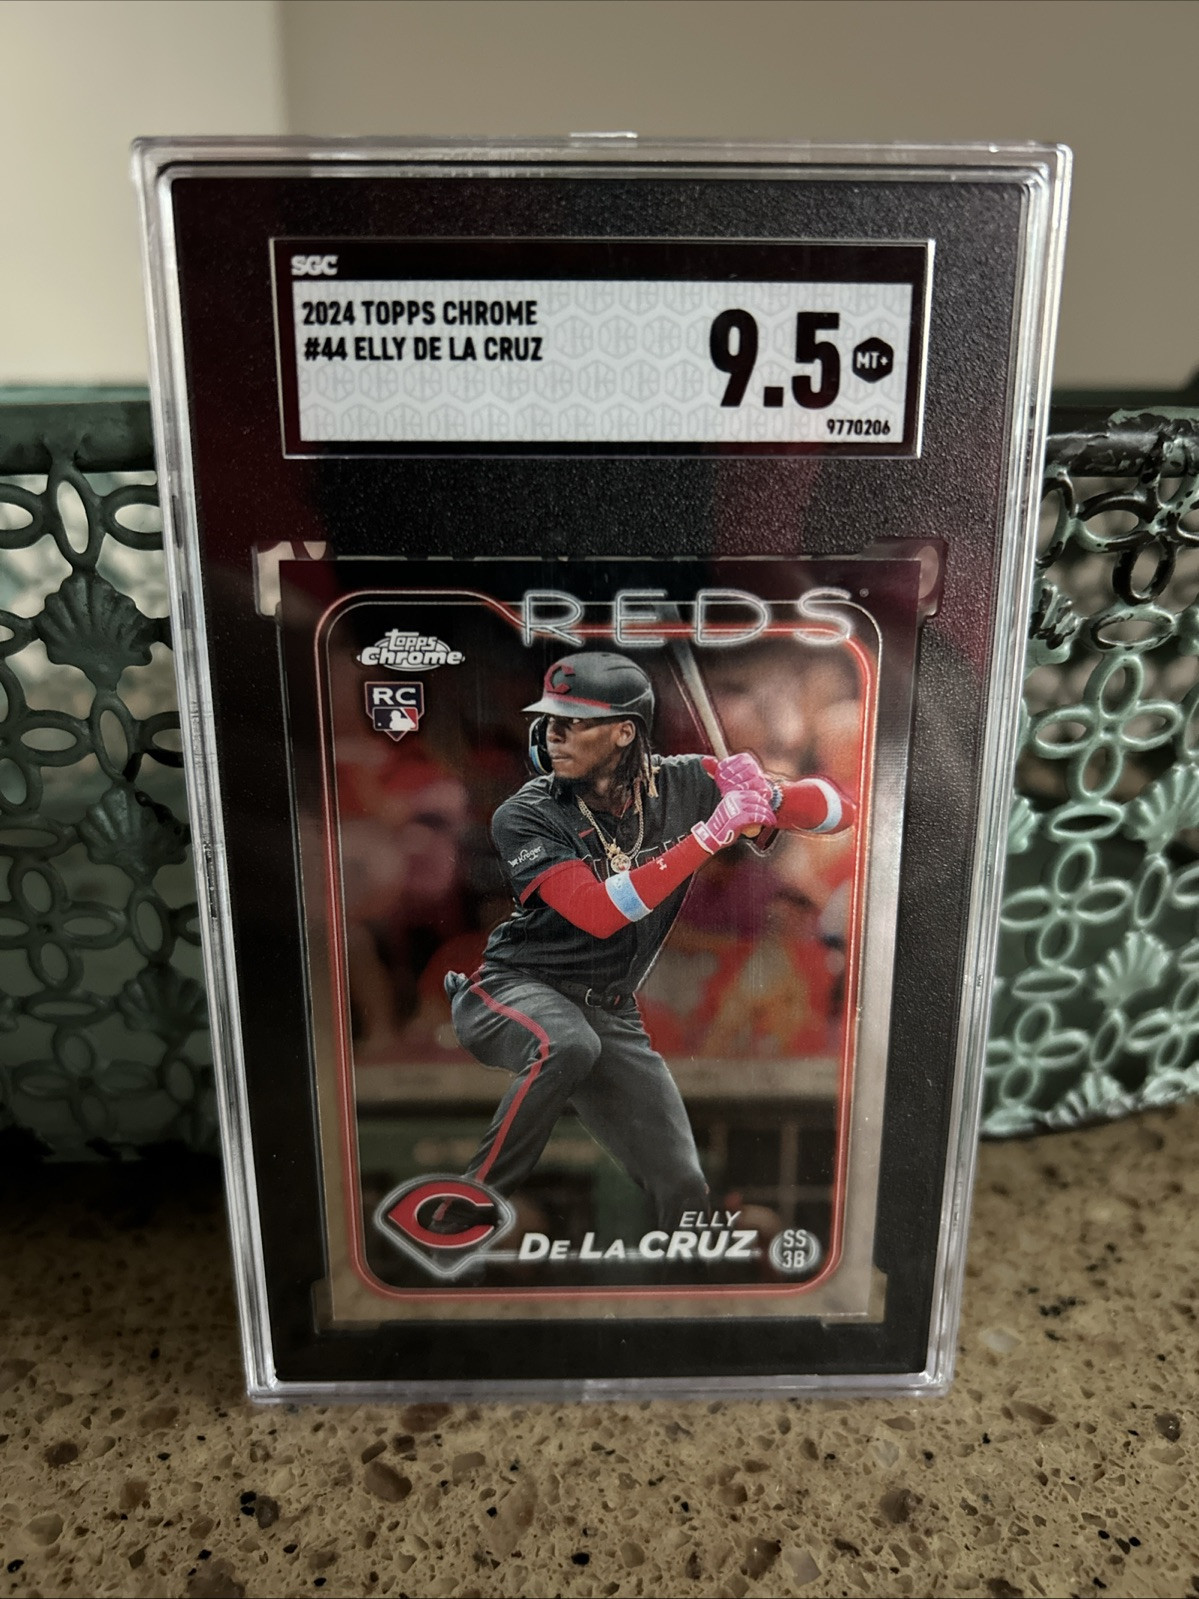 SGC
2024 TOPPS CHROME
#44 ELLY DE LA CRUZ
9.5 MT+
9770206
REDS
Topps
Chrome
RC
C
Kroger
C
ELLY
DE LA CRUZ
SS
3B